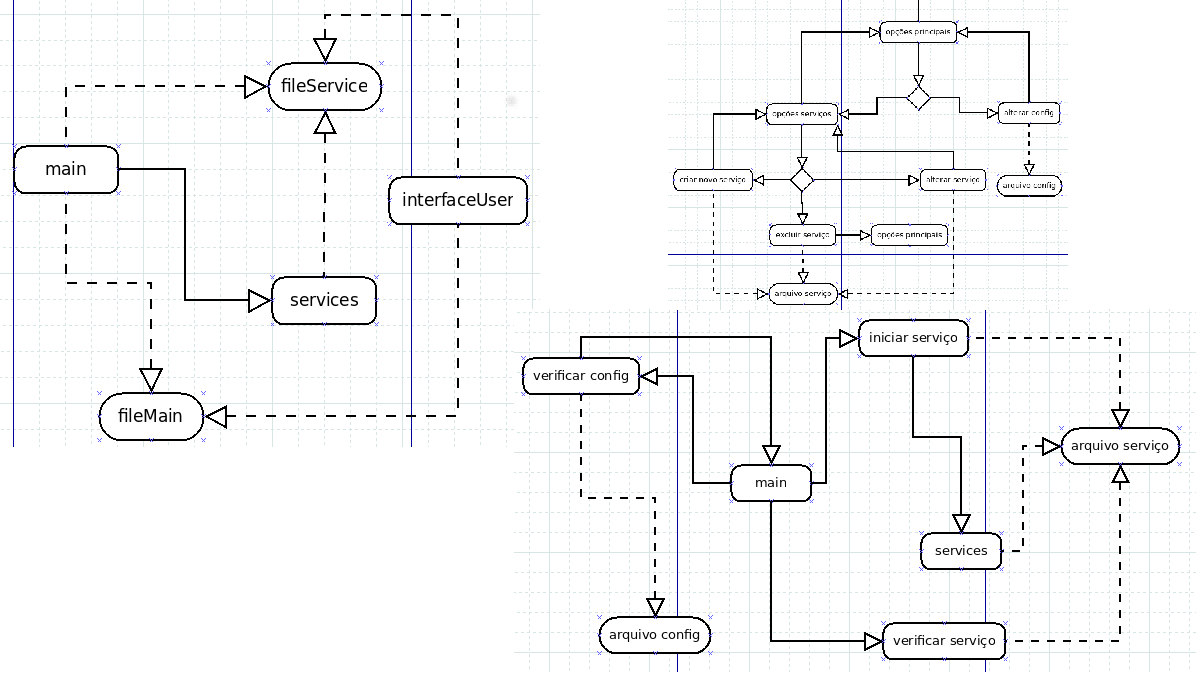 fileService
main
interfaceUser
services
fileMain
opções principais
opções serviços
alterar config
criar novo serviço
alterar serviço
arquivo config
excluir serviço
opções principais
arquivo serviço
iniciar serviço
verificar config
arquivo serviço
main
services
arquivo config
verificar serviço